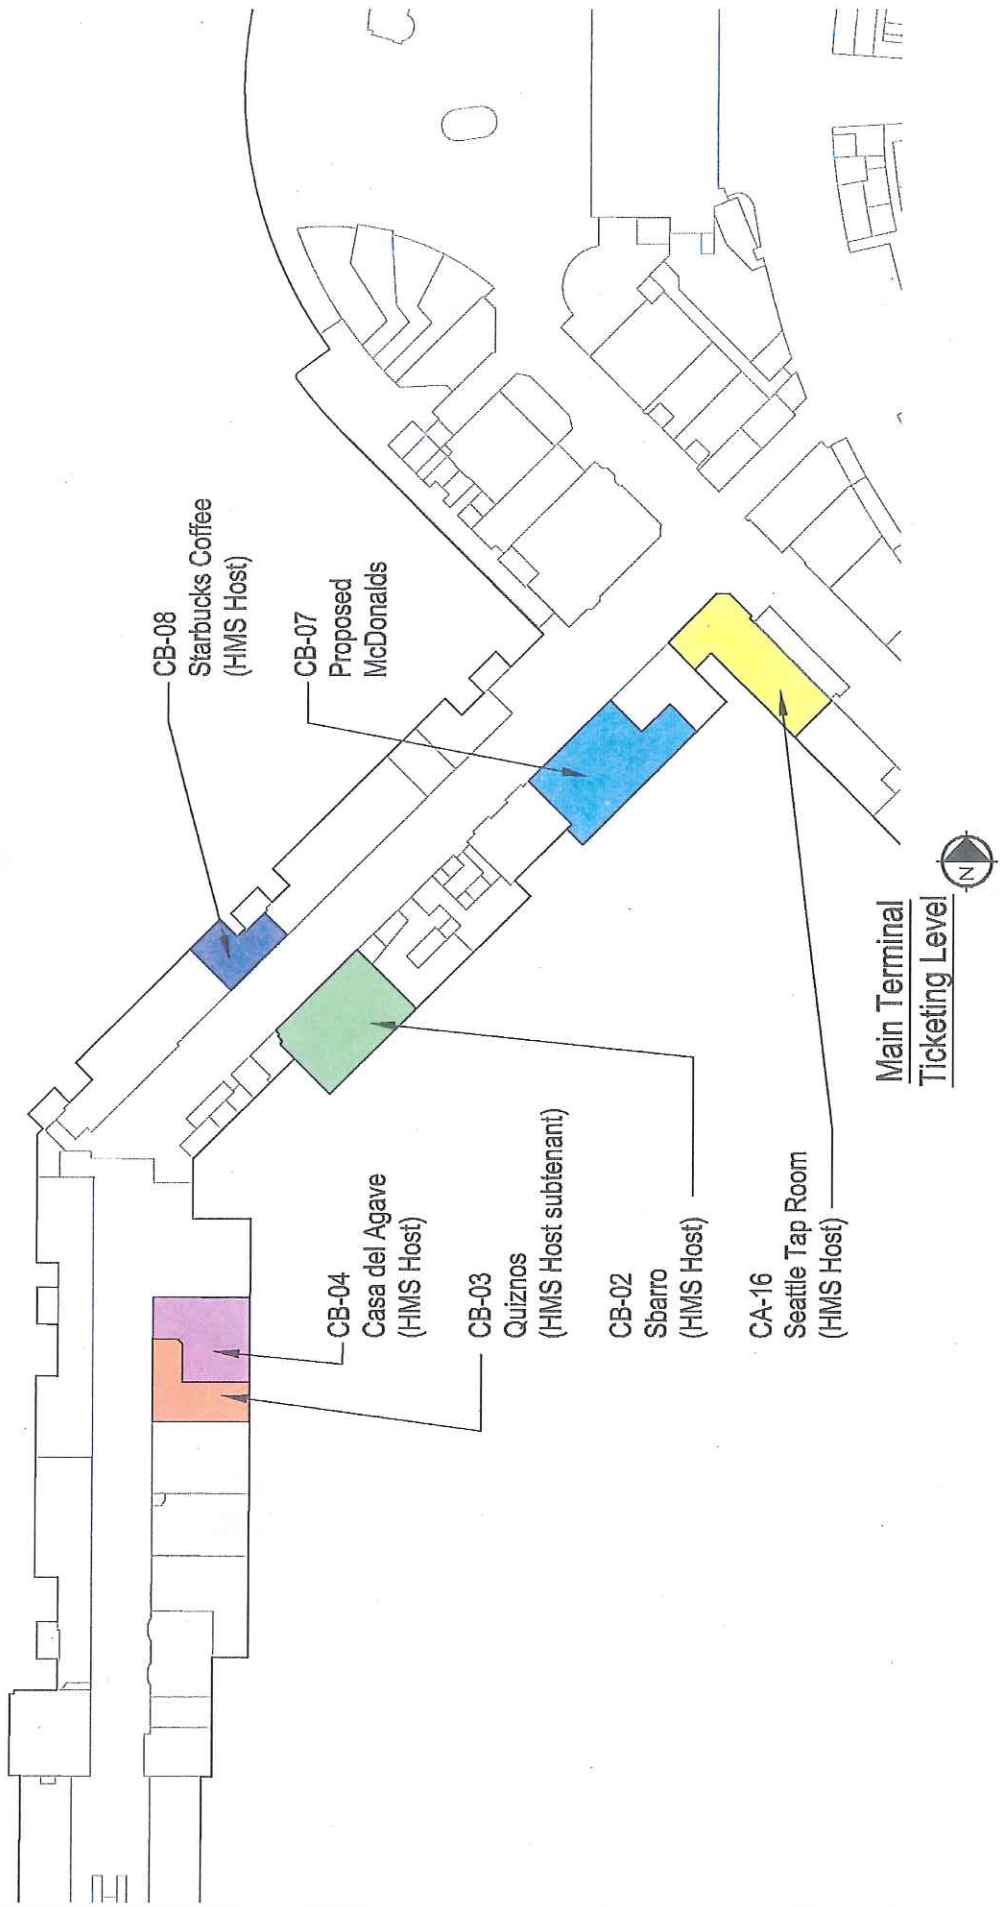 CB-08
Starbucks Coffee
(HMS Host)
CB-07
Proposed
McDonalds
CB-04
Casa del Agave
(HMS Host)
CB-03
Quiznos
(HMS Host subtenant)
CB-02
Sbarro
(HMS Host)
CA-16
Seattle Tap Room
(HMS Host)
Main Terminal
Ticketing Level
N